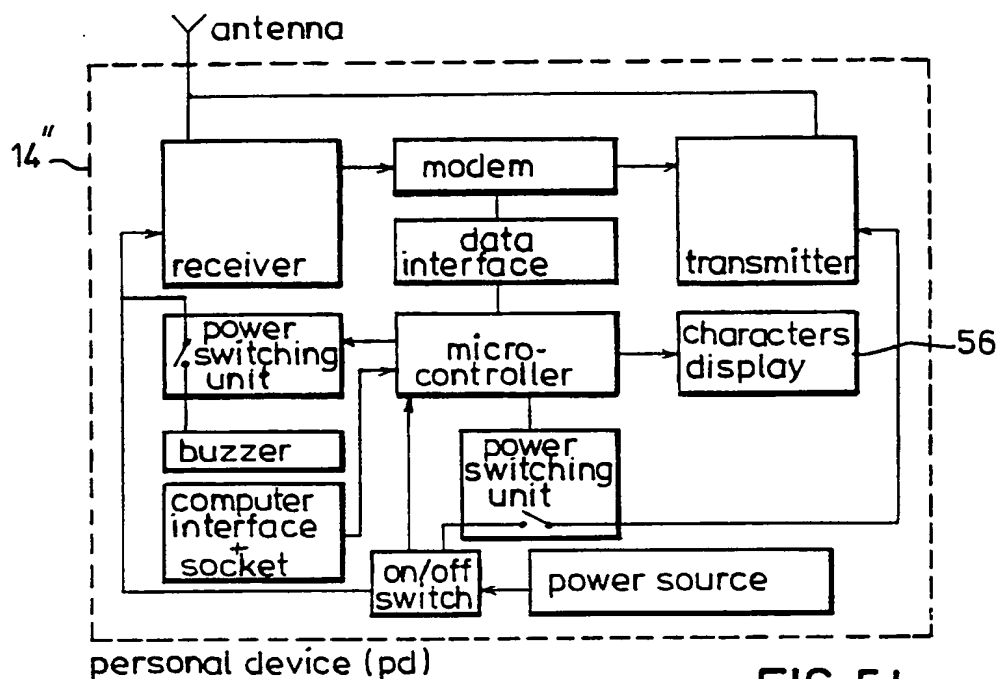 antenna
14"
receiver
modem
data
interface
transmitter
power
switching
unit
micro-
controller
characters
display
56
buzzer
power
switching
unit
computer
interface
+
socket
on/off
switch
power source
personal device (pd)